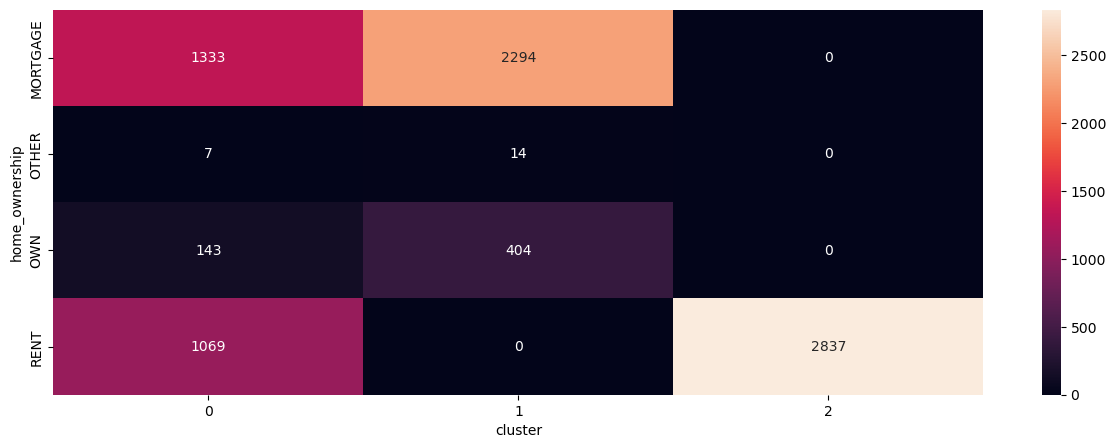 home_ownership
MORTGAGE
1333 2294 0
OTHER
7 14 0
OWN
143 404 0
RENT
1069 0 2837
0 1 2
cluster
2500
2000
1500
1000
500
0